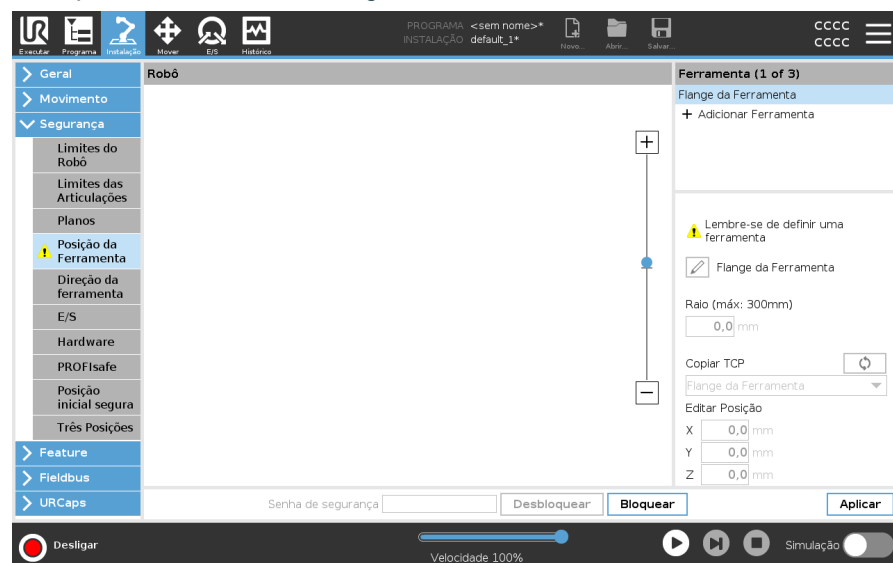 PROGRAMA <sem nome>*
INSTALAÇÃO default_1*
cccc
cccc
Executar Programa Instalação Mover E/S Histórico Novo... Abrir... Salvar...
Geral
Movimento
Segurança
Limites do
Robô
Limites das
Articulações
Planos
Posição da
Ferramenta
Direção da
ferramenta
E/S
Hardware
PROFIsafe
Posição
inicial segura
Três Posições
Feature
Fieldbus
URCaps
Robô
Ferramenta (1 of 3)
Flange da Ferramenta
+ Adicionar Ferramenta
Lembre-se de definir uma
ferramenta
Flange da Ferramenta
Raio (máx: 300mm)
0,0 mm
Copiar TCP
Flange da Ferramenta
Editar Posição
X 0,0 mm
Y 0,0 mm
Z 0,0 mm
Senha de segurança Desbloquear Bloquear Aplicar
Desligar
Velocidade 100%
Simulação